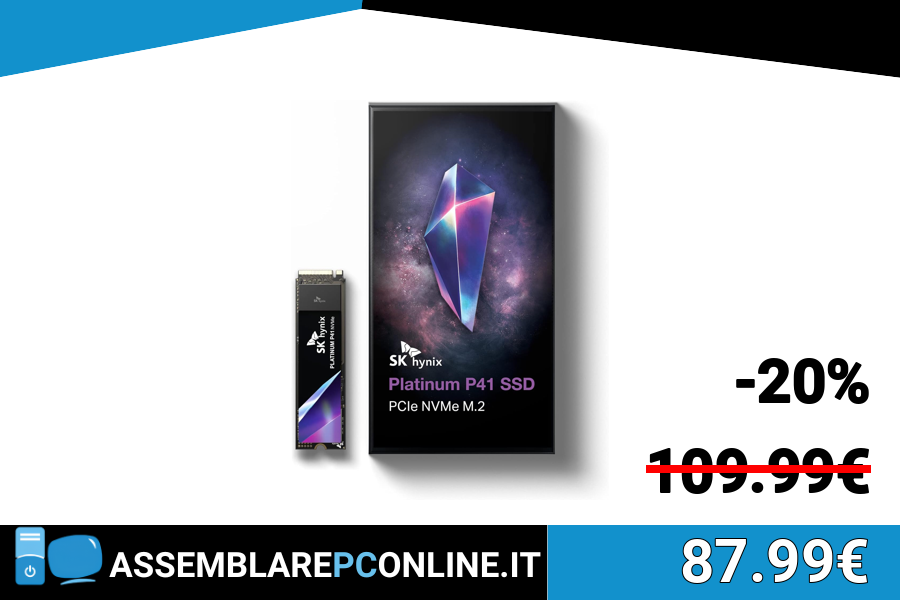 SK hynix
PLATINUM P41 NVMe
SK hynix
Platinum P41 SSD
PCIe NVMe M.2
-20%
109.99€
ASSEMBLAREPCONLINE.IT
87.99€